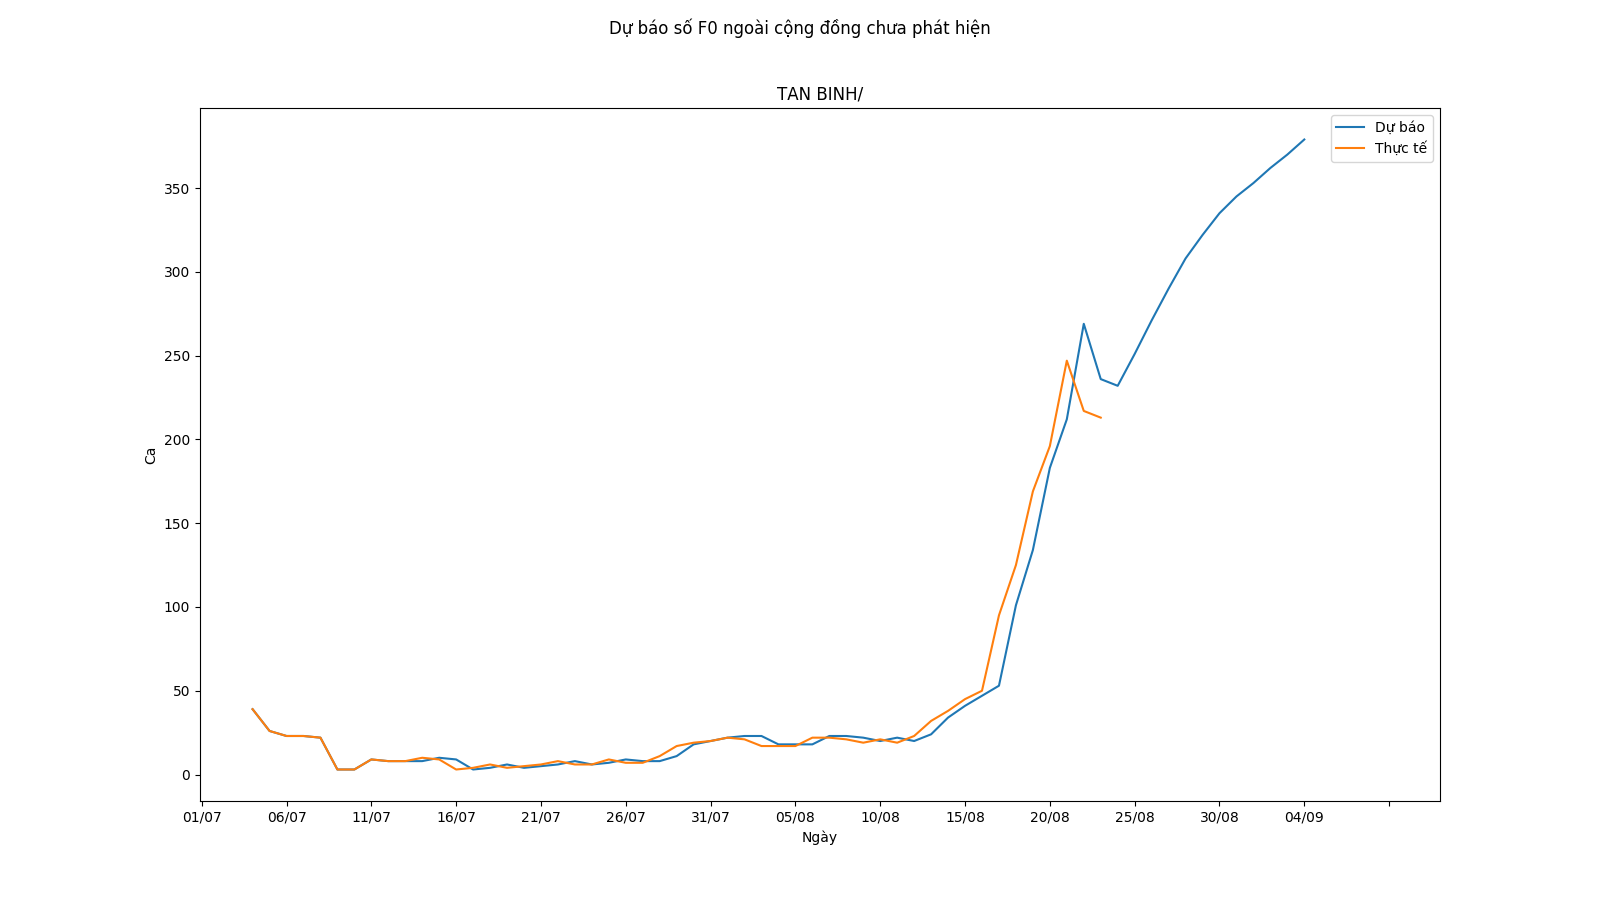 Dự báo số F0 ngoài cộng đồng chưa phát hiện
TAN BINH/
Dự báo
Thực tế
350
300
250
200
150
100
50
0
Ca
01/07 06/07 11/07 16/07 21/07 26/07 31/07 05/08 10/08 15/08 20/08 25/08 30/08 04/09
Ngày